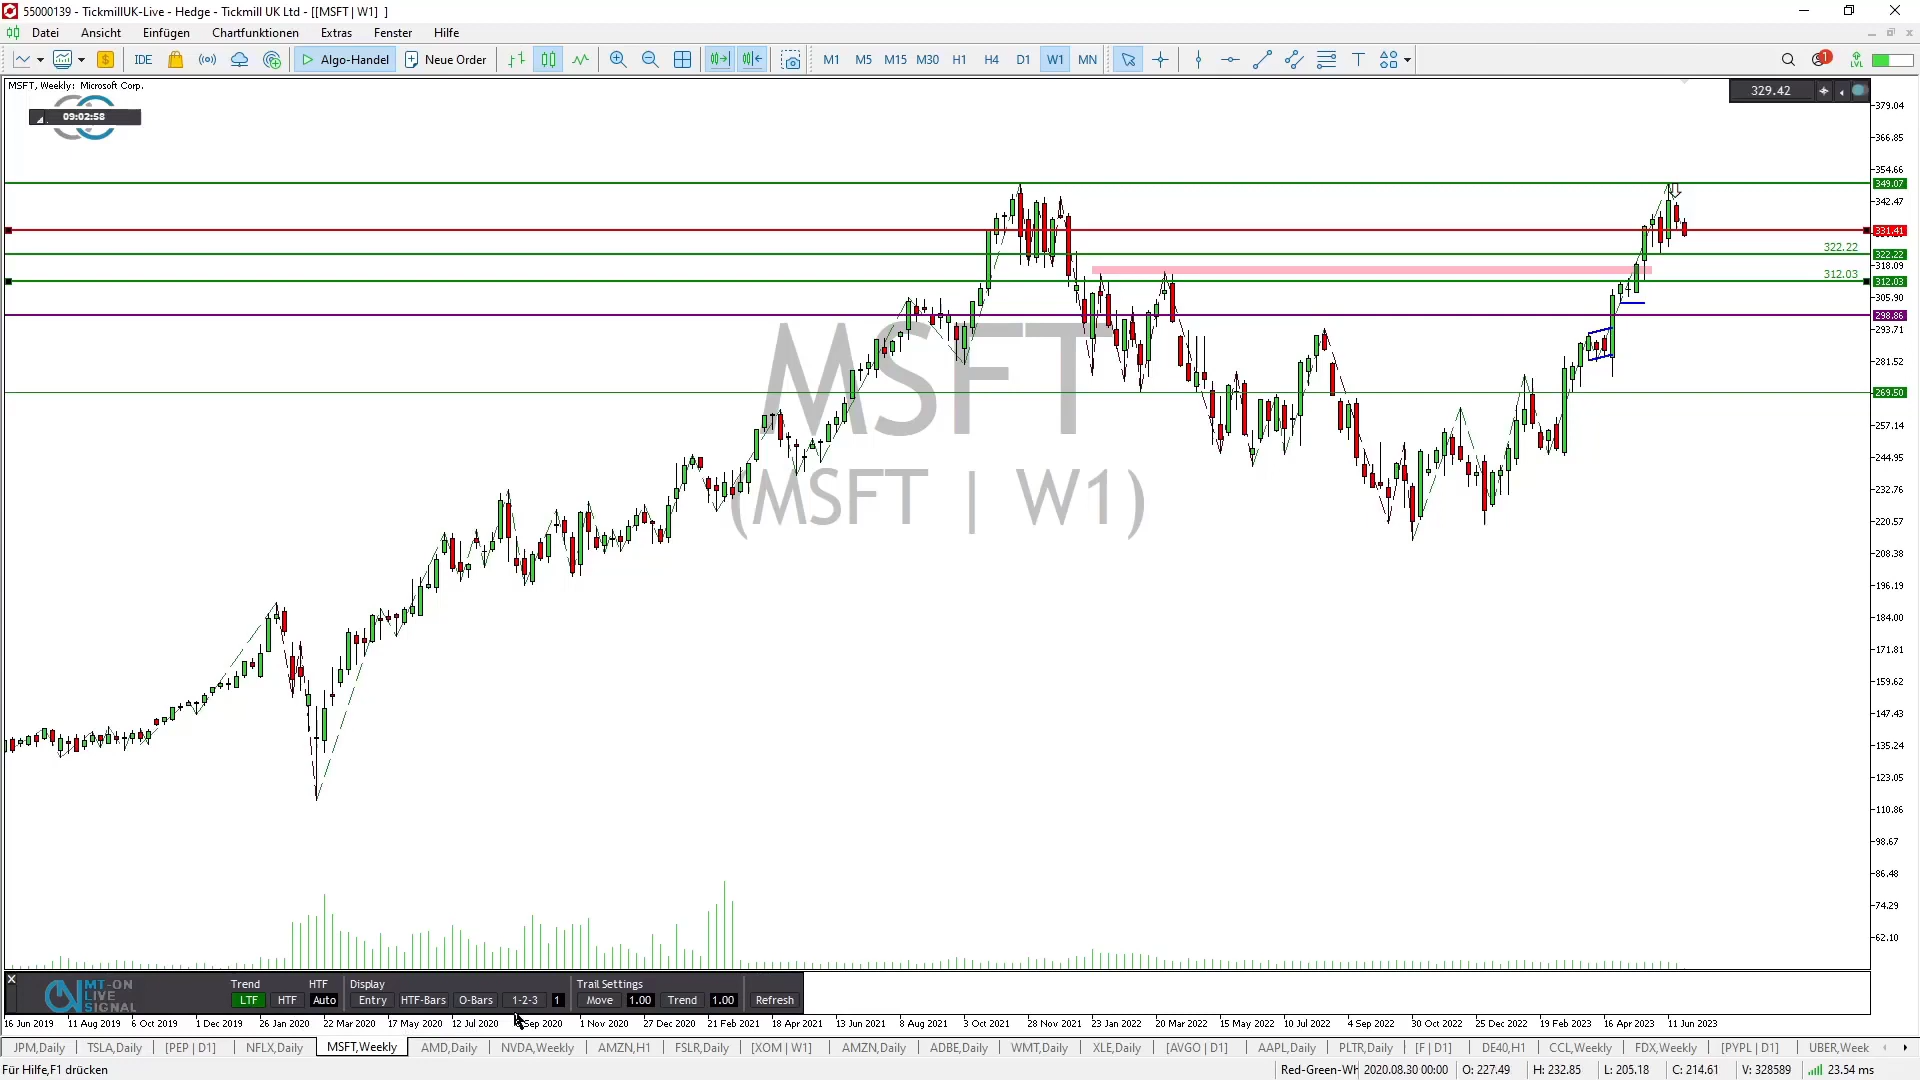 55000139 - TickmillUK-Live - Hedge - Tickmill UK Ltd - [[MSFT | W1] ]
Datei Ansicht Einfügen Chartfunktionen Extras Fenster Hilfe
IDE Algo-Handel Neue Order M1 M5 M15 M30 H1 H4 D1 W1 MN T 1 LVL
MSFT, Weekly: Microsoft Corp.
329.42
09:02:58
379.04
366.85
354.66
349.07
342.47
331.41
322.22
322.22
318.09
312.03
312.03
305.90
298.86
293.71
281.52
269.50
257.14
244.95
232.76
220.57
208.38
196.19
184.00
171.81
159.62
147.43
135.24
123.05
110.86
98.67
86.48
74.29
62.10
MSFT
(MSFT | W1)
MT-ON
LIVE
SIGNAL
Trend HTF Display Trail Settings
LTF HTF Auto Entry HTF-Bars O-Bars 1-2-3 1 Move 1.00 Trend 1.00 Refresh
16 Jun 2019 11 Aug 2019 6 Oct 2019 1 Dec 2019 26 Jan 2020 22 Mar 2020 17 May 2020 12 Jul 2020 Sep 2020 1 Nov 2020 27 Dec 2020 21 Feb 2021 18 Apr 2021 13 Jun 2021 8 Aug 2021 3 Oct 2021 28 Nov 2021 23 Jan 2022 20 Mar 2022 15 May 2022 10 Jul 2022 4 Sep 2022 30 Oct 2022 25 Dec 2022 19 Feb 2023 16 Apr 2023 11 Jun 2023
JPM,Daily TSLA,Daily [PEP | D1] NFLX,Daily MSFT,Weekly AMD,Daily NVDA,Weekly AMZN,H1 FSLR,Daily [XOM | W1] AMZN,Daily ADBE,Daily WMT,Daily XLE,Daily [AVGO | D1] AAPL,Daily PLTR,Daily [F | D1] DE40,H1 CCL,Weekly FDX,Weekly [PYPL | D1] UBER,Week
Für Hilfe,F1 drücken Red-Green-Wh 2020.08.30 00:00 O: 227.49 H: 232.85 L: 205.18 C: 214.61 V: 328589 23.54 ms